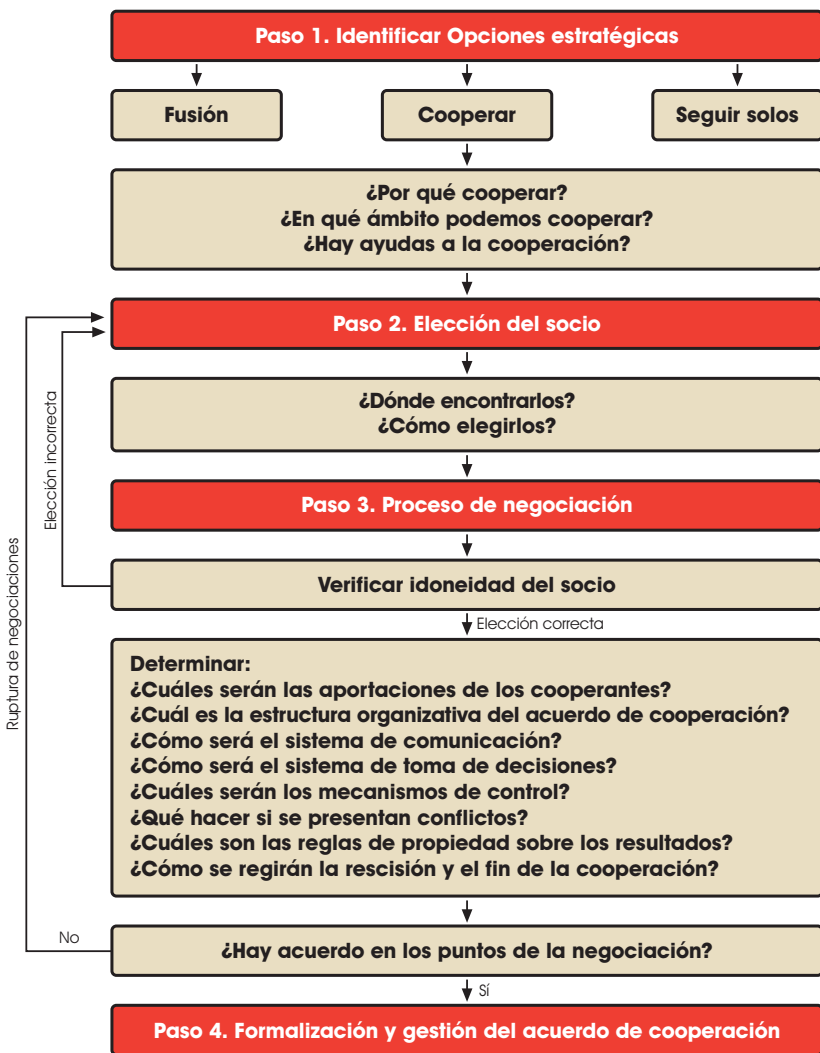 Paso 1. Identificar Opciones estratégicas
Fusión
Cooperar
Seguir solos
¿Por qué cooperar?
¿En qué ámbito podemos cooperar?
¿Hay ayudas a la cooperación?
Paso 2. Elección del socio
¿Dónde encontrarlos?
¿Cómo elegirlos?
Elección incorrecta
Paso 3. Proceso de negociación
Ruptura de negociaciones
Verificar idoneidad del socio
Elección correcta
Determinar:
¿Cuáles serán las aportaciones de los cooperantes?
¿Cuál es la estructura organizativa del acuerdo de cooperación?
¿Cómo será el sistema de comunicación?
¿Cómo será el sistema de toma de decisiones?
¿Cuáles serán los mecanismos de control?
¿Qué hacer si se presentan conflictos?
¿Cuáles son las reglas de propiedad sobre los resultados?
¿Cómo se regirán la rescisión y el fin de la cooperación?
No
¿Hay acuerdo en los puntos de la negociación?
Sí
Paso 4. Formalización y gestión del acuerdo de cooperación